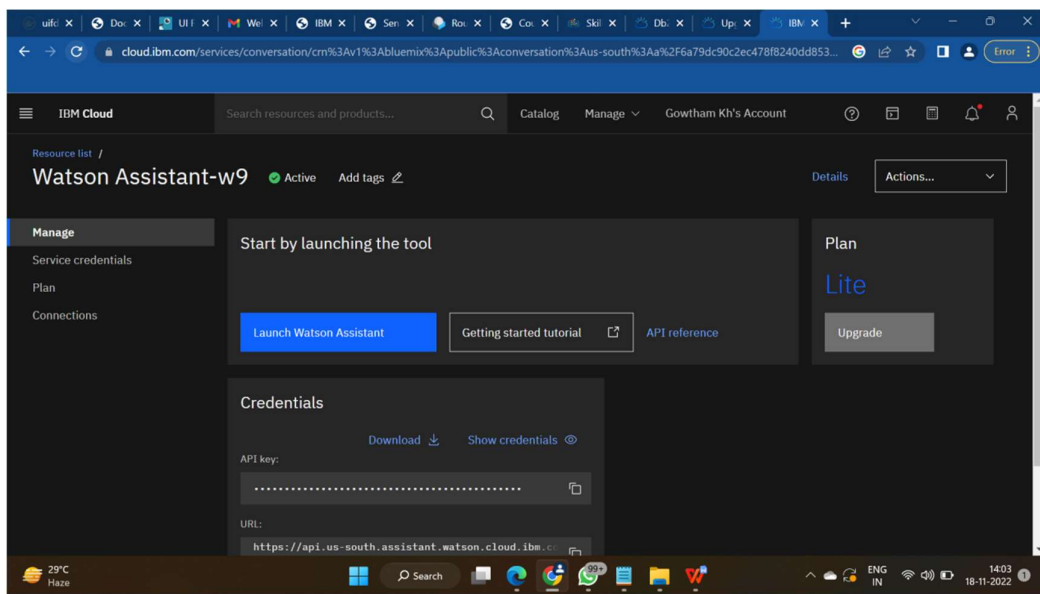 uifd
Doc
UI F
Wel
IBM
Sen
Rou
Cou
Skil
Db2
Upg
IBM
cloud.ibm.com/services/conversation/crn%3Av1%3Abluemix%3Apublic%3Aconversation%3Aus-south%3Aa%2F6a79dc90c2ec478f8240dd853...
Error
IBM Cloud
Search resources and products...
Catalog
Manage
Gowtham Kh's Account
Resource list /
Watson Assistant-w9
Active
Add tags
Details
Actions...
Manage
Service credentials
Plan
Connections
Start by launching the tool
Launch Watson Assistant
Getting started tutorial
API reference
Plan
Lite
Upgrade
Credentials
Download
Show credentials
API key:
URL:
https://api.us-south.assistant.watson.cloud.ibm.co
29°C
Haze
Search
99+
ENG
IN
14:03
18-11-2022
1